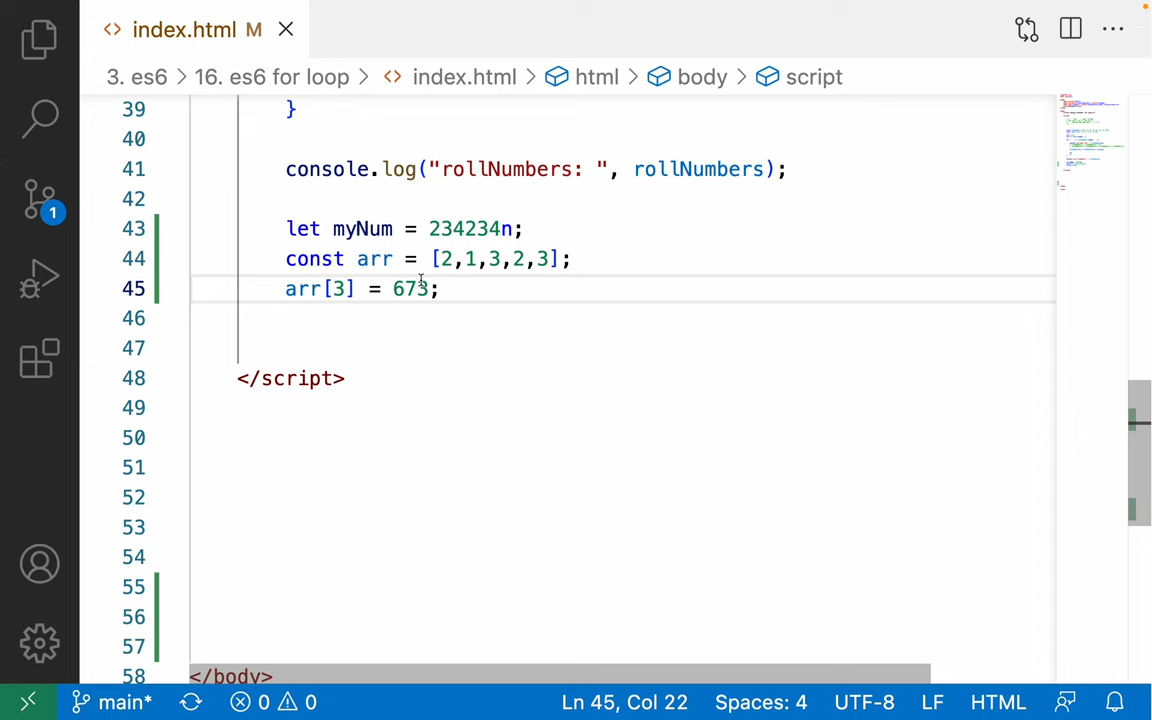 index.html M
3. es6 > 16. es6 for loop > index.html > html > body > script
39 }
40
41 console.log("rollNumbers: ", rollNumbers);
42
43 let myNum = 234234n;
44 const arr = [2,1,3,2,3];
45 arr[3] = 673;
46
47
48 </script>
49
50
51
52
53
54
55
56
57
58 </body>
1
main* 0 0 Ln 45, Col 22 Spaces: 4 UTF-8 LF HTML